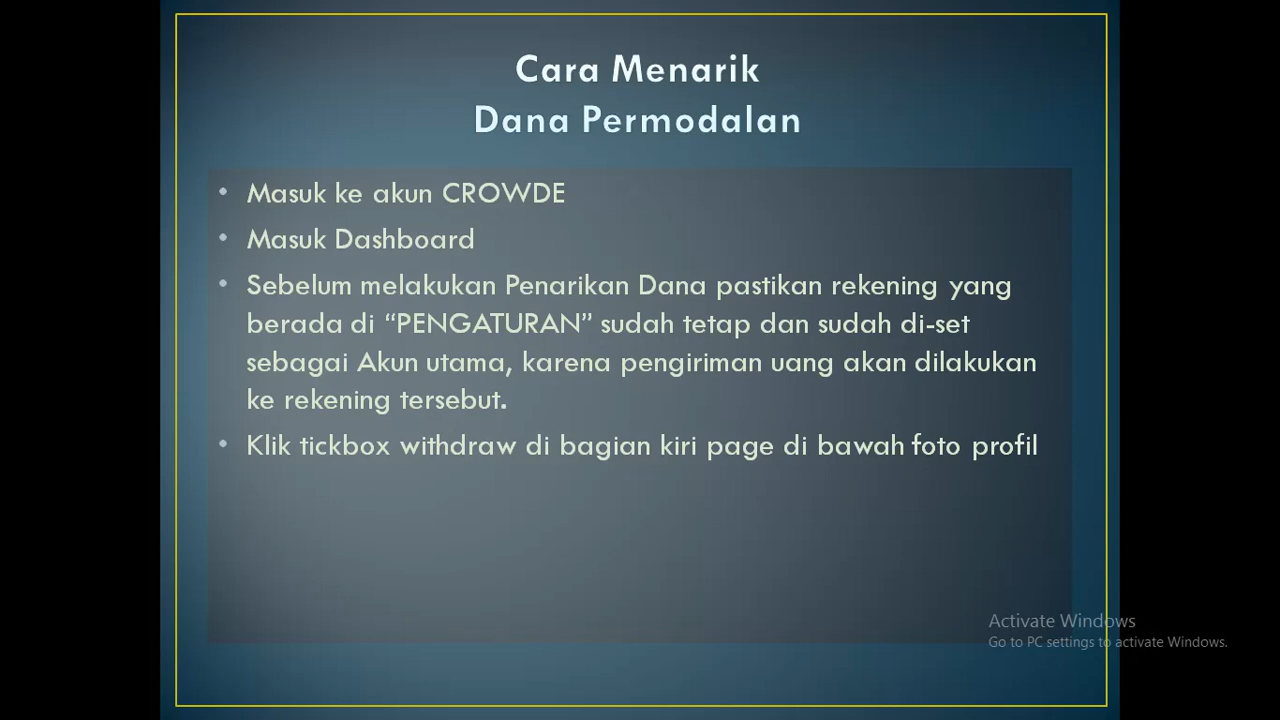 Cara Menarik
Dana Permodalan
• Masuk ke akun CROWDE
• Masuk Dashboard
• Sebelum melakukan Penarikan Dana pastikan rekening yang
berada di “PENGATURAN” sudah tetap dan sudah di-set
sebagai Akun utama, karena pengiriman uang akan dilakukan
ke rekening tersebut.
• Klik tickbox withdraw di bagian kiri page di bawah foto profil
Activate Windows
Go to PC settings to activate Windows.